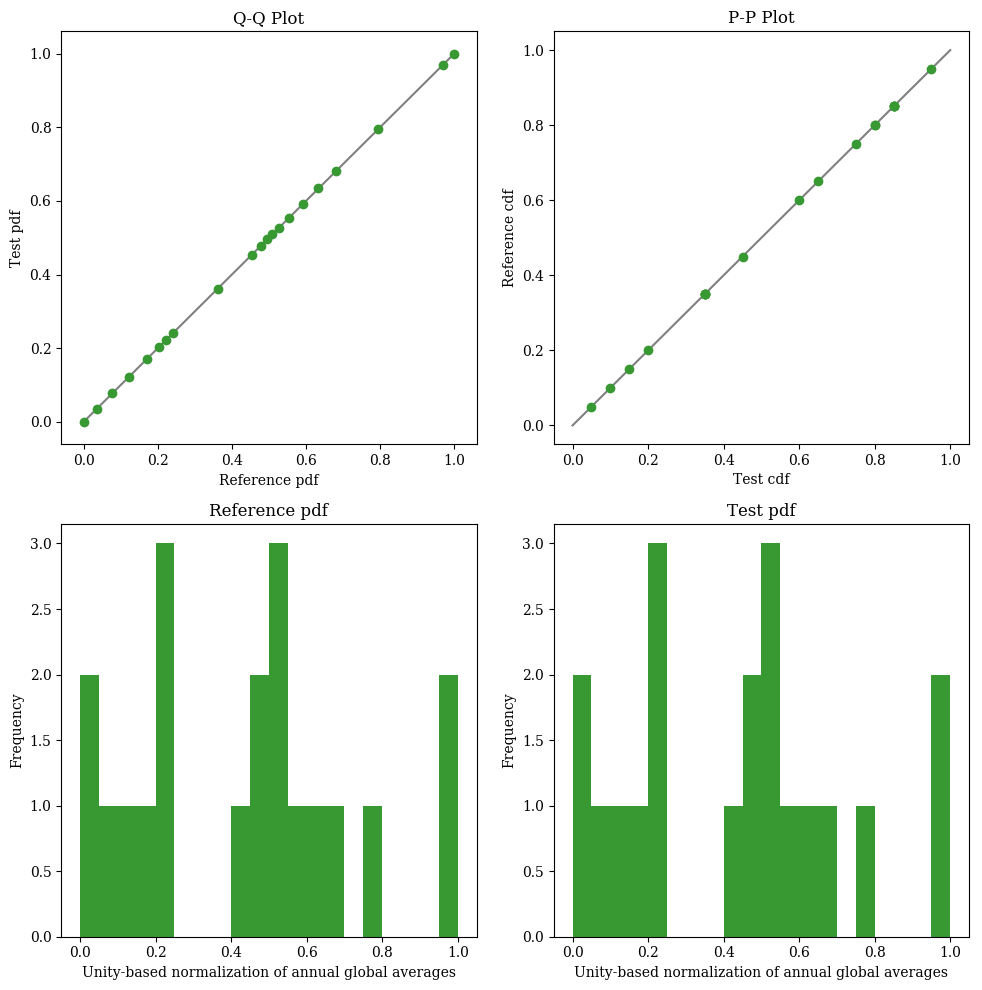 Q-Q Plot
1.0
0.8
0.6
0.4
0.2
0.0
Test pdf
0.0 0.2 0.4 0.6 0.8 1.0
Reference pdf
P-P Plot
1.0
0.8
0.6
0.4
0.2
0.0
Reference cdf
0.0 0.2 0.4 0.6 0.8 1.0
Test cdf
Reference pdf
3.0
2.5
2.0
1.5
1.0
0.5
0.0
Frequency
0.0 0.2 0.4 0.6 0.8 1.0
Unity-based normalization of annual global averages
Test pdf
3.0
2.5
2.0
1.5
1.0
0.5
0.0
Frequency
0.0 0.2 0.4 0.6 0.8 1.0
Unity-based normalization of annual global averages